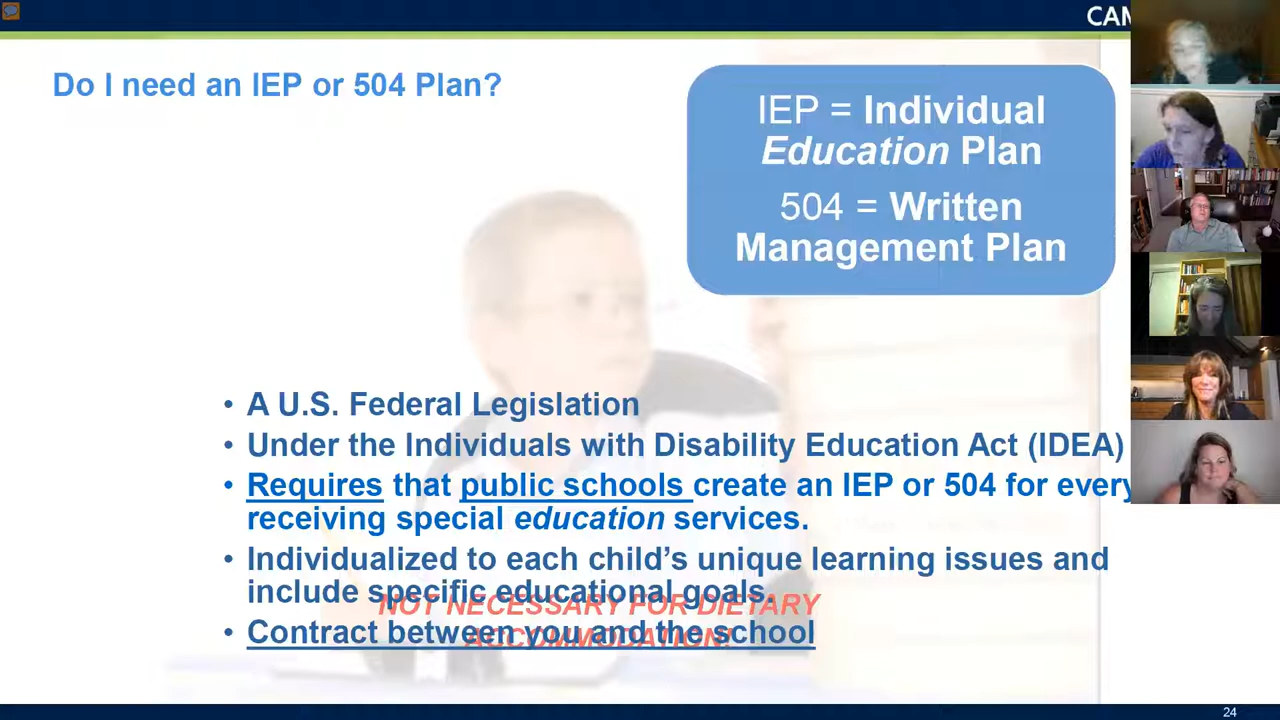 Do I need an IEP or 504 Plan?
IEP = Individual
Education Plan
504 = Written
Management Plan
• A U.S. Federal Legislation
• Under the Individuals with Disability Education Act (IDEA)
• Requires that public schools create an IEP or 504 for every
receiving special education services.
• Individualized to each child's unique learning issues and
include specific educational goals.
NOT NECESSARY FOR DIETARY
• Contract between you and the school
ACCOMMODATION!
24